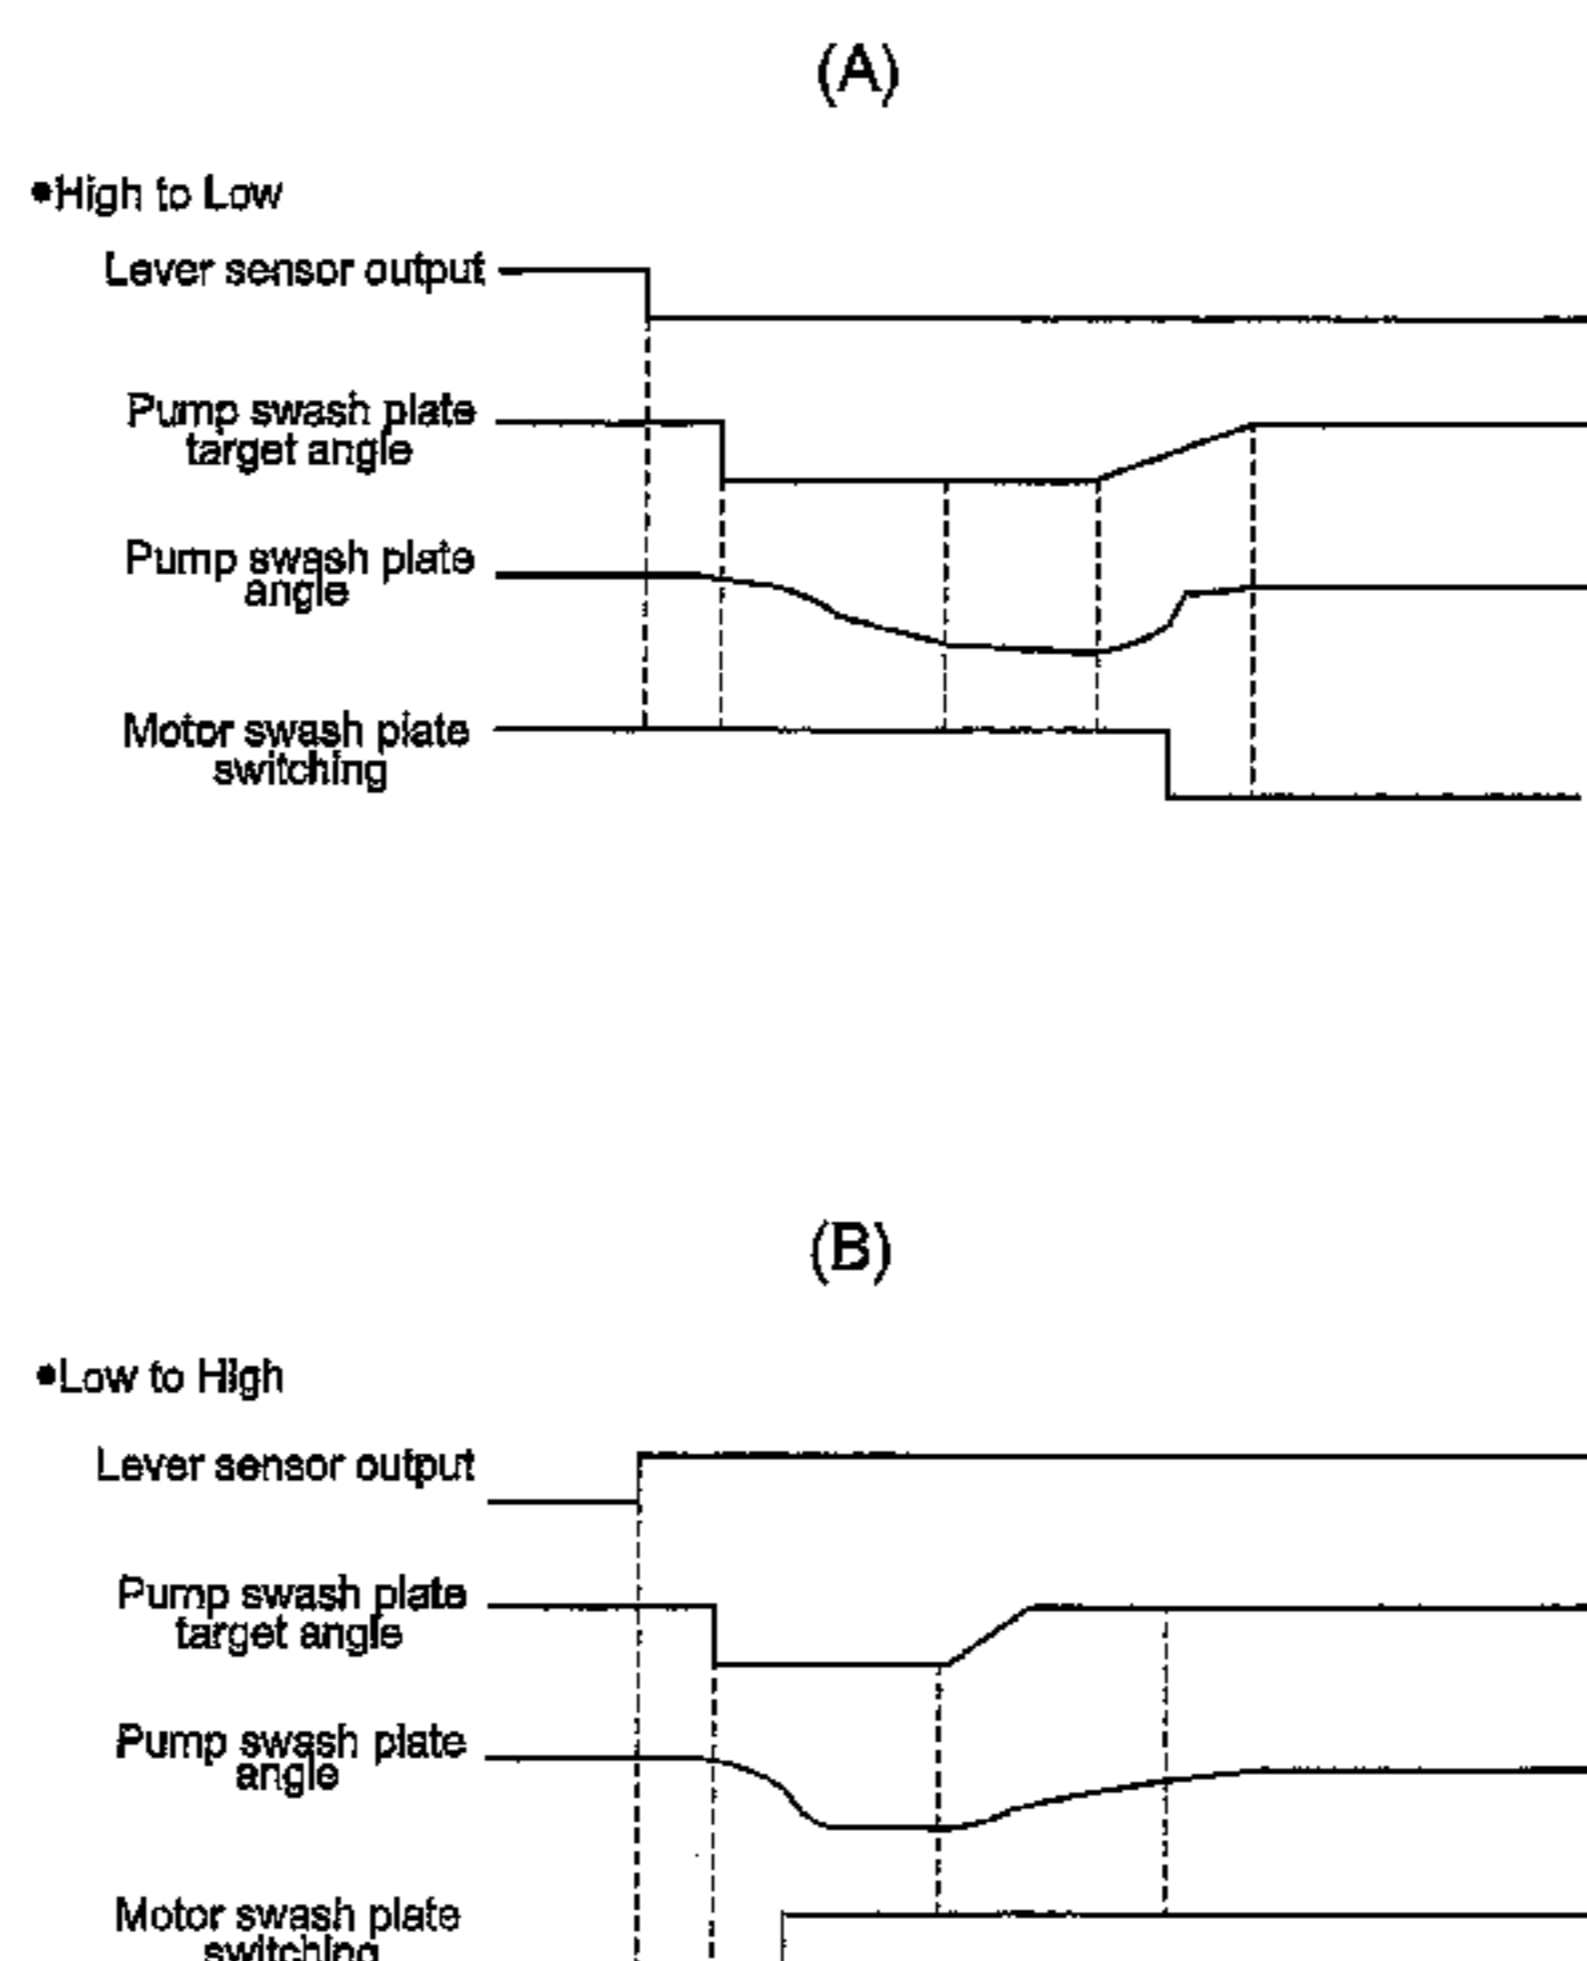 (A)
•High to Low
Lever sensor output
Pump swash plate
target angle
Pump swash plate
angle
Motor swash plate
switching
(B)
•Low to High
Lever sensor output
Pump swash plate
target angle
Pump swash plate
angle
Motor swash plate
switching